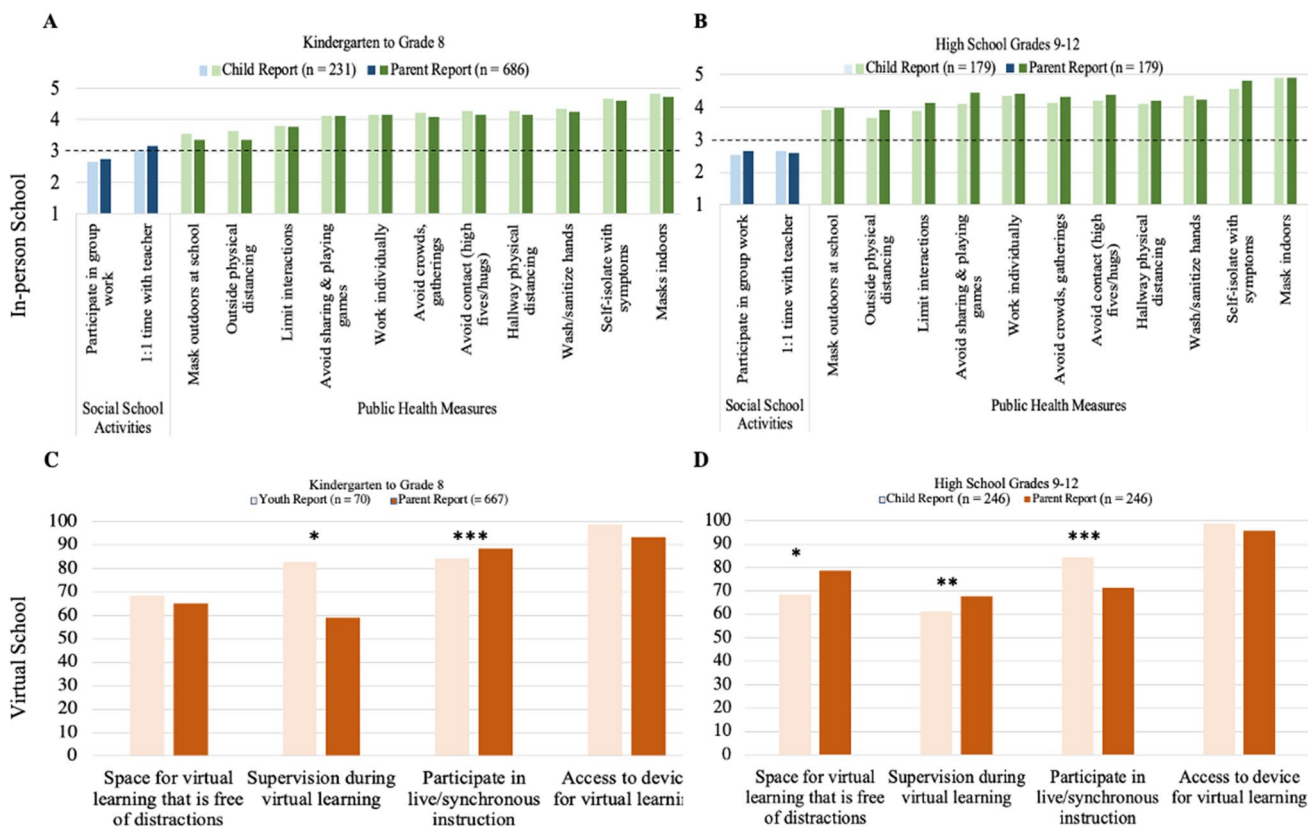 A
Kindergarten to Grade 8
Child Report (n = 231) Parent Report (n = 686)
5
4
3
2
1
In-person School
Participate in group
work
1:1 time with teacher
Mask outdoors at school
Outside physical
distancing
Limit interactions
Avoid sharing & playing
games
Work individually
Avoid crowds,
gatherings
Avoid contact (high
fives/hugs)
Hallway physical
distancing
Wash/sanitize hands
Self-isolate with
symptoms
Masks indoors
Social School
Activities
Public Health Measures
B
High School Grades 9-12
Child Report (n = 179) Parent Report (n = 179)
5
4
3
2
1
Participate in group work
1:1 time with teacher
Mask outdoors at school
Outside physical
distancing
Limit interactions
Avoid sharing & playing
games
Work individually
Avoid crowds, gatherings
Avoid contact (high
fives/hugs)
Hallway physical
distancing
Wash/sanitize hands
Self-isolate with
symptoms
Mask indoors
Social School
Activities
Public Health Measures
C
Kindergarten to Grade 8
Youth Report (n = 70) Parent Report (= 667)
100
90
80
70
60
50
40
30
20
10
0
* ***
Virtual School
Space for virtual
learning that is free
of distractions
Supervision during
virtual learning
Participate in
live/synchronous
instruction
Access to device
for virtual learnin
D
High School Grades 9-12
Child Report (n = 246) Parent Report (n = 246)
100
90
80
70
60
50
40
30
20
10
0
* ** ***
Space for virtual
learning that is free
of distractions
Supervision during
virtual learning
Participate in
live/synchronous
instruction
Access to device
for virtual learning